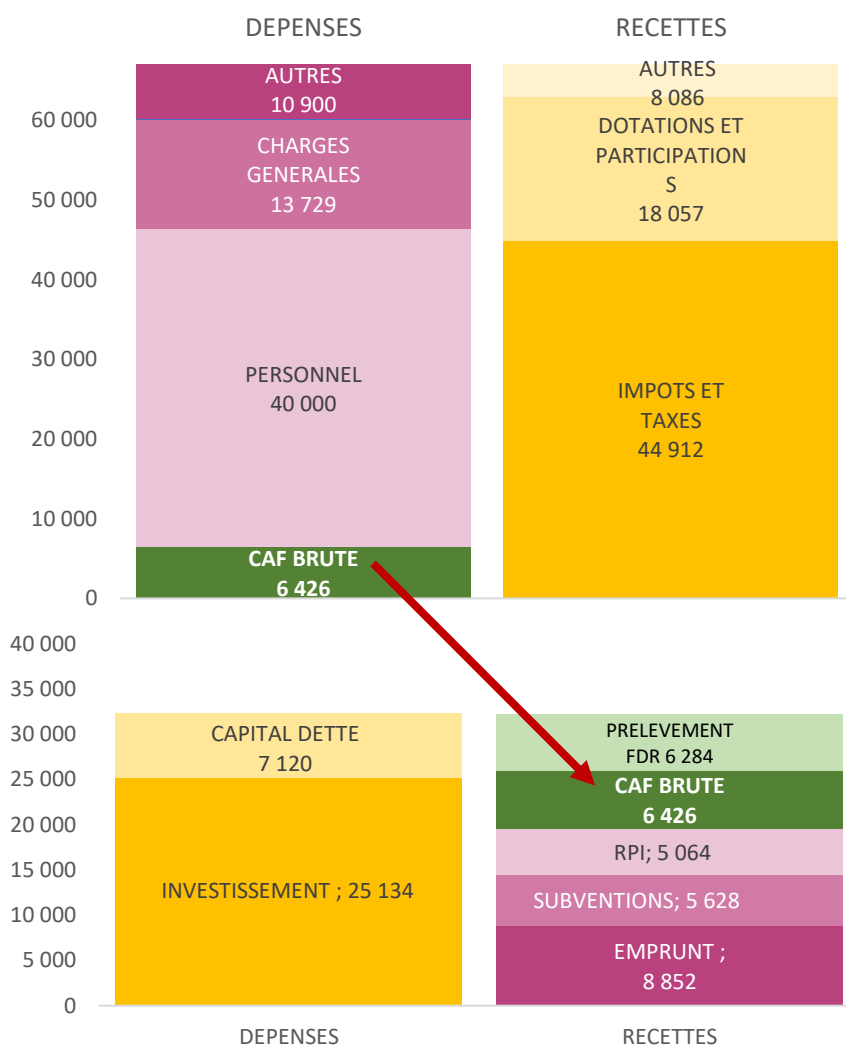 DEPENSES
RECETTES
AUTRES
10 900
CHARGES
GENERALES
13 729
PERSONNEL
40 000
CAF BRUTE
6 426
AUTRES
8 086
DOTATIONS ET
PARTICIPATION
S
18 057
IMPOTS ET
TAXES
44 912
60 000
50 000
40 000
30 000
20 000
10 000
0
40 000
35 000
30 000
25 000
20 000
15 000
10 000
5 000
0
CAPITAL DETTE
7 120
INVESTISSEMENT ; 25 134
PRELEVEMENT
FDR 6 284
CAF BRUTE
6 426
RPI; 5 064
SUBVENTIONS; 5 628
EMPRUNT ;
8 852
DEPENSES
RECETTES